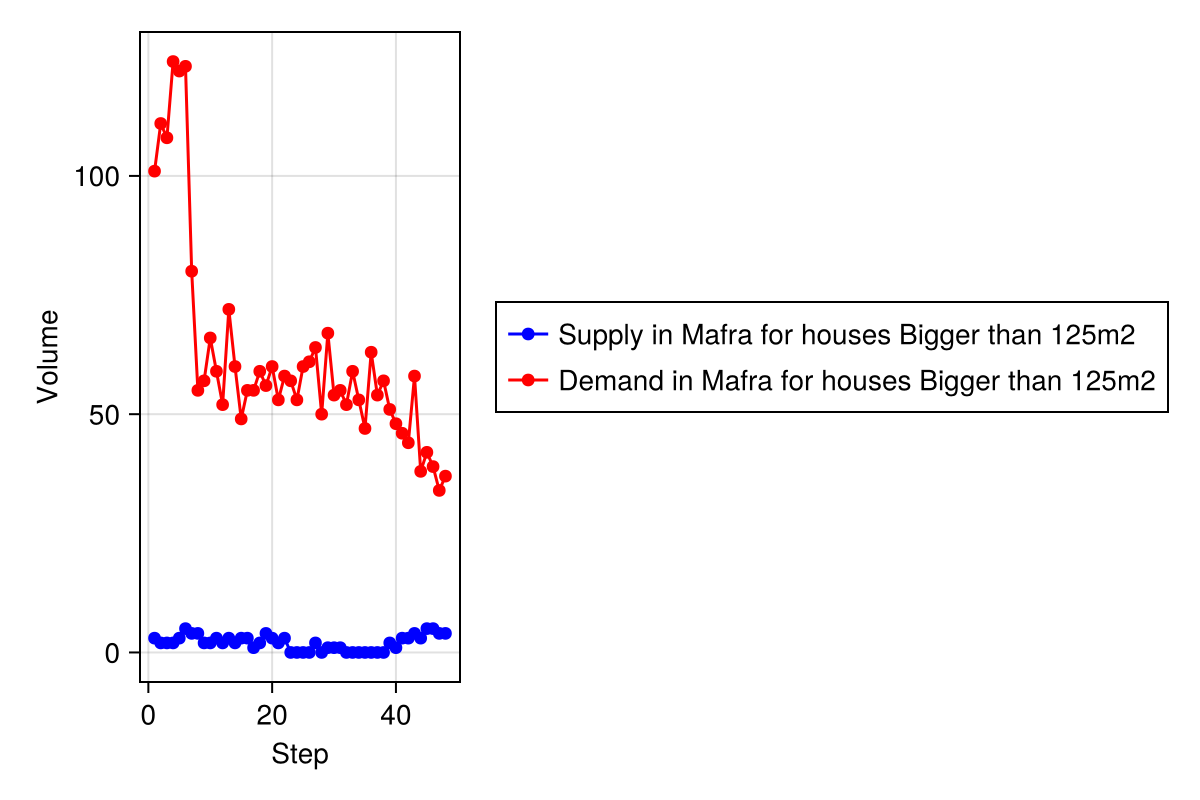 Volume
100
50
0
0 20 40
Step
Supply in Mafra for houses Bigger than 125m2
Demand in Mafra for houses Bigger than 125m2